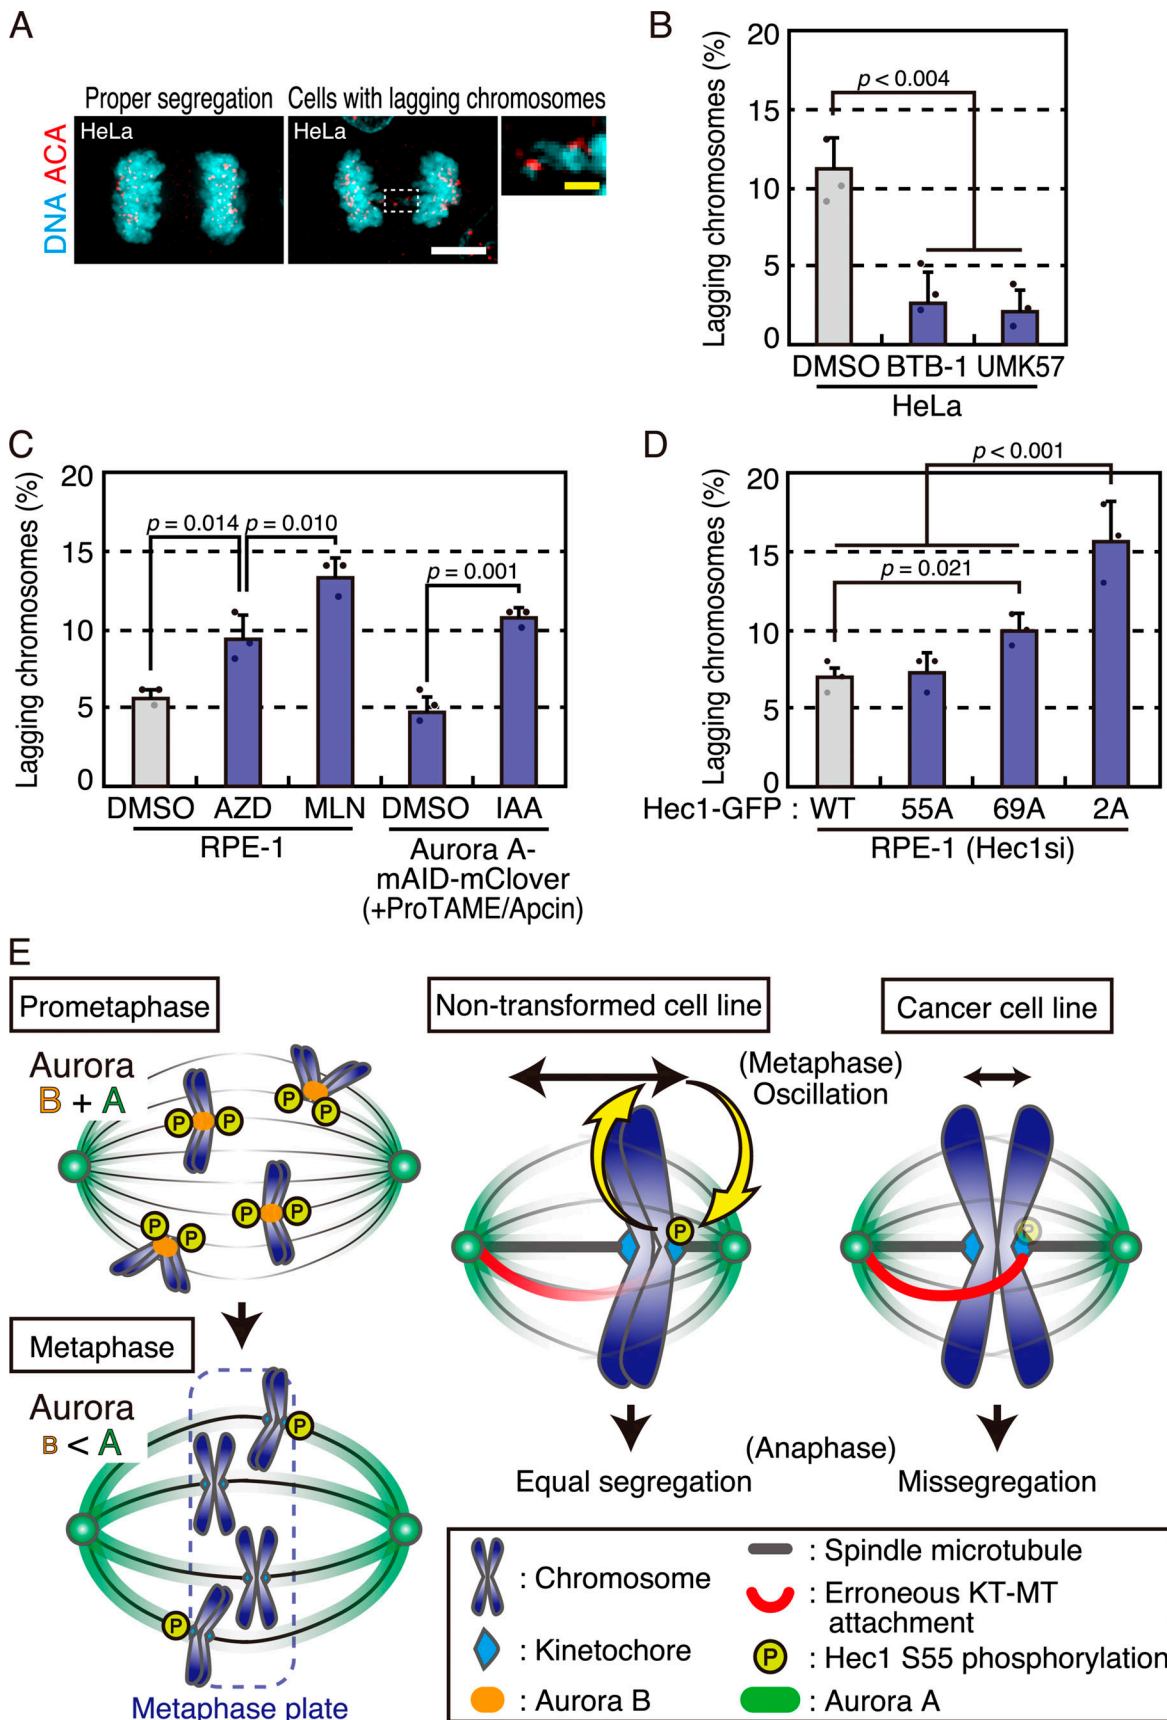 A
Proper segregation
Cells with lagging chromosomes
DNA ACA
HeLa
HeLa
B
Lagging chromosomes (%)
20
15
10
5
0
p < 0.004
DMSO BTB-1 UMK57
HeLa
C
Lagging chromosomes (%)
20
15
10
5
0
p = 0.014
p = 0.010
p = 0.001
DMSO AZD MLN DMSO IAA
RPE-1
Aurora A-
mAID-mClover
(+ProTAME/Apcin)
D
Lagging chromosomes (%)
20
15
10
5
0
p < 0.001
p = 0.021
Hec1-GFP : WT 55A 69A 2A
RPE-1 (Hec1si)
E
Prometaphase
Aurora
B + A
P
P
P
P
P
P
P
P
Metaphase
Aurora
B < A
P
P
Metaphase plate
Non-transformed cell line
Cancer cell line
(Metaphase)
Oscillation
P
P
(Anaphase)
Equal segregation
Missegregation
: Chromosome
: Kinetochore
: Aurora B
: Spindle microtubule
: Erroneous KT-MT
attachment
P : Hec1 S55 phosphorylation
: Aurora A